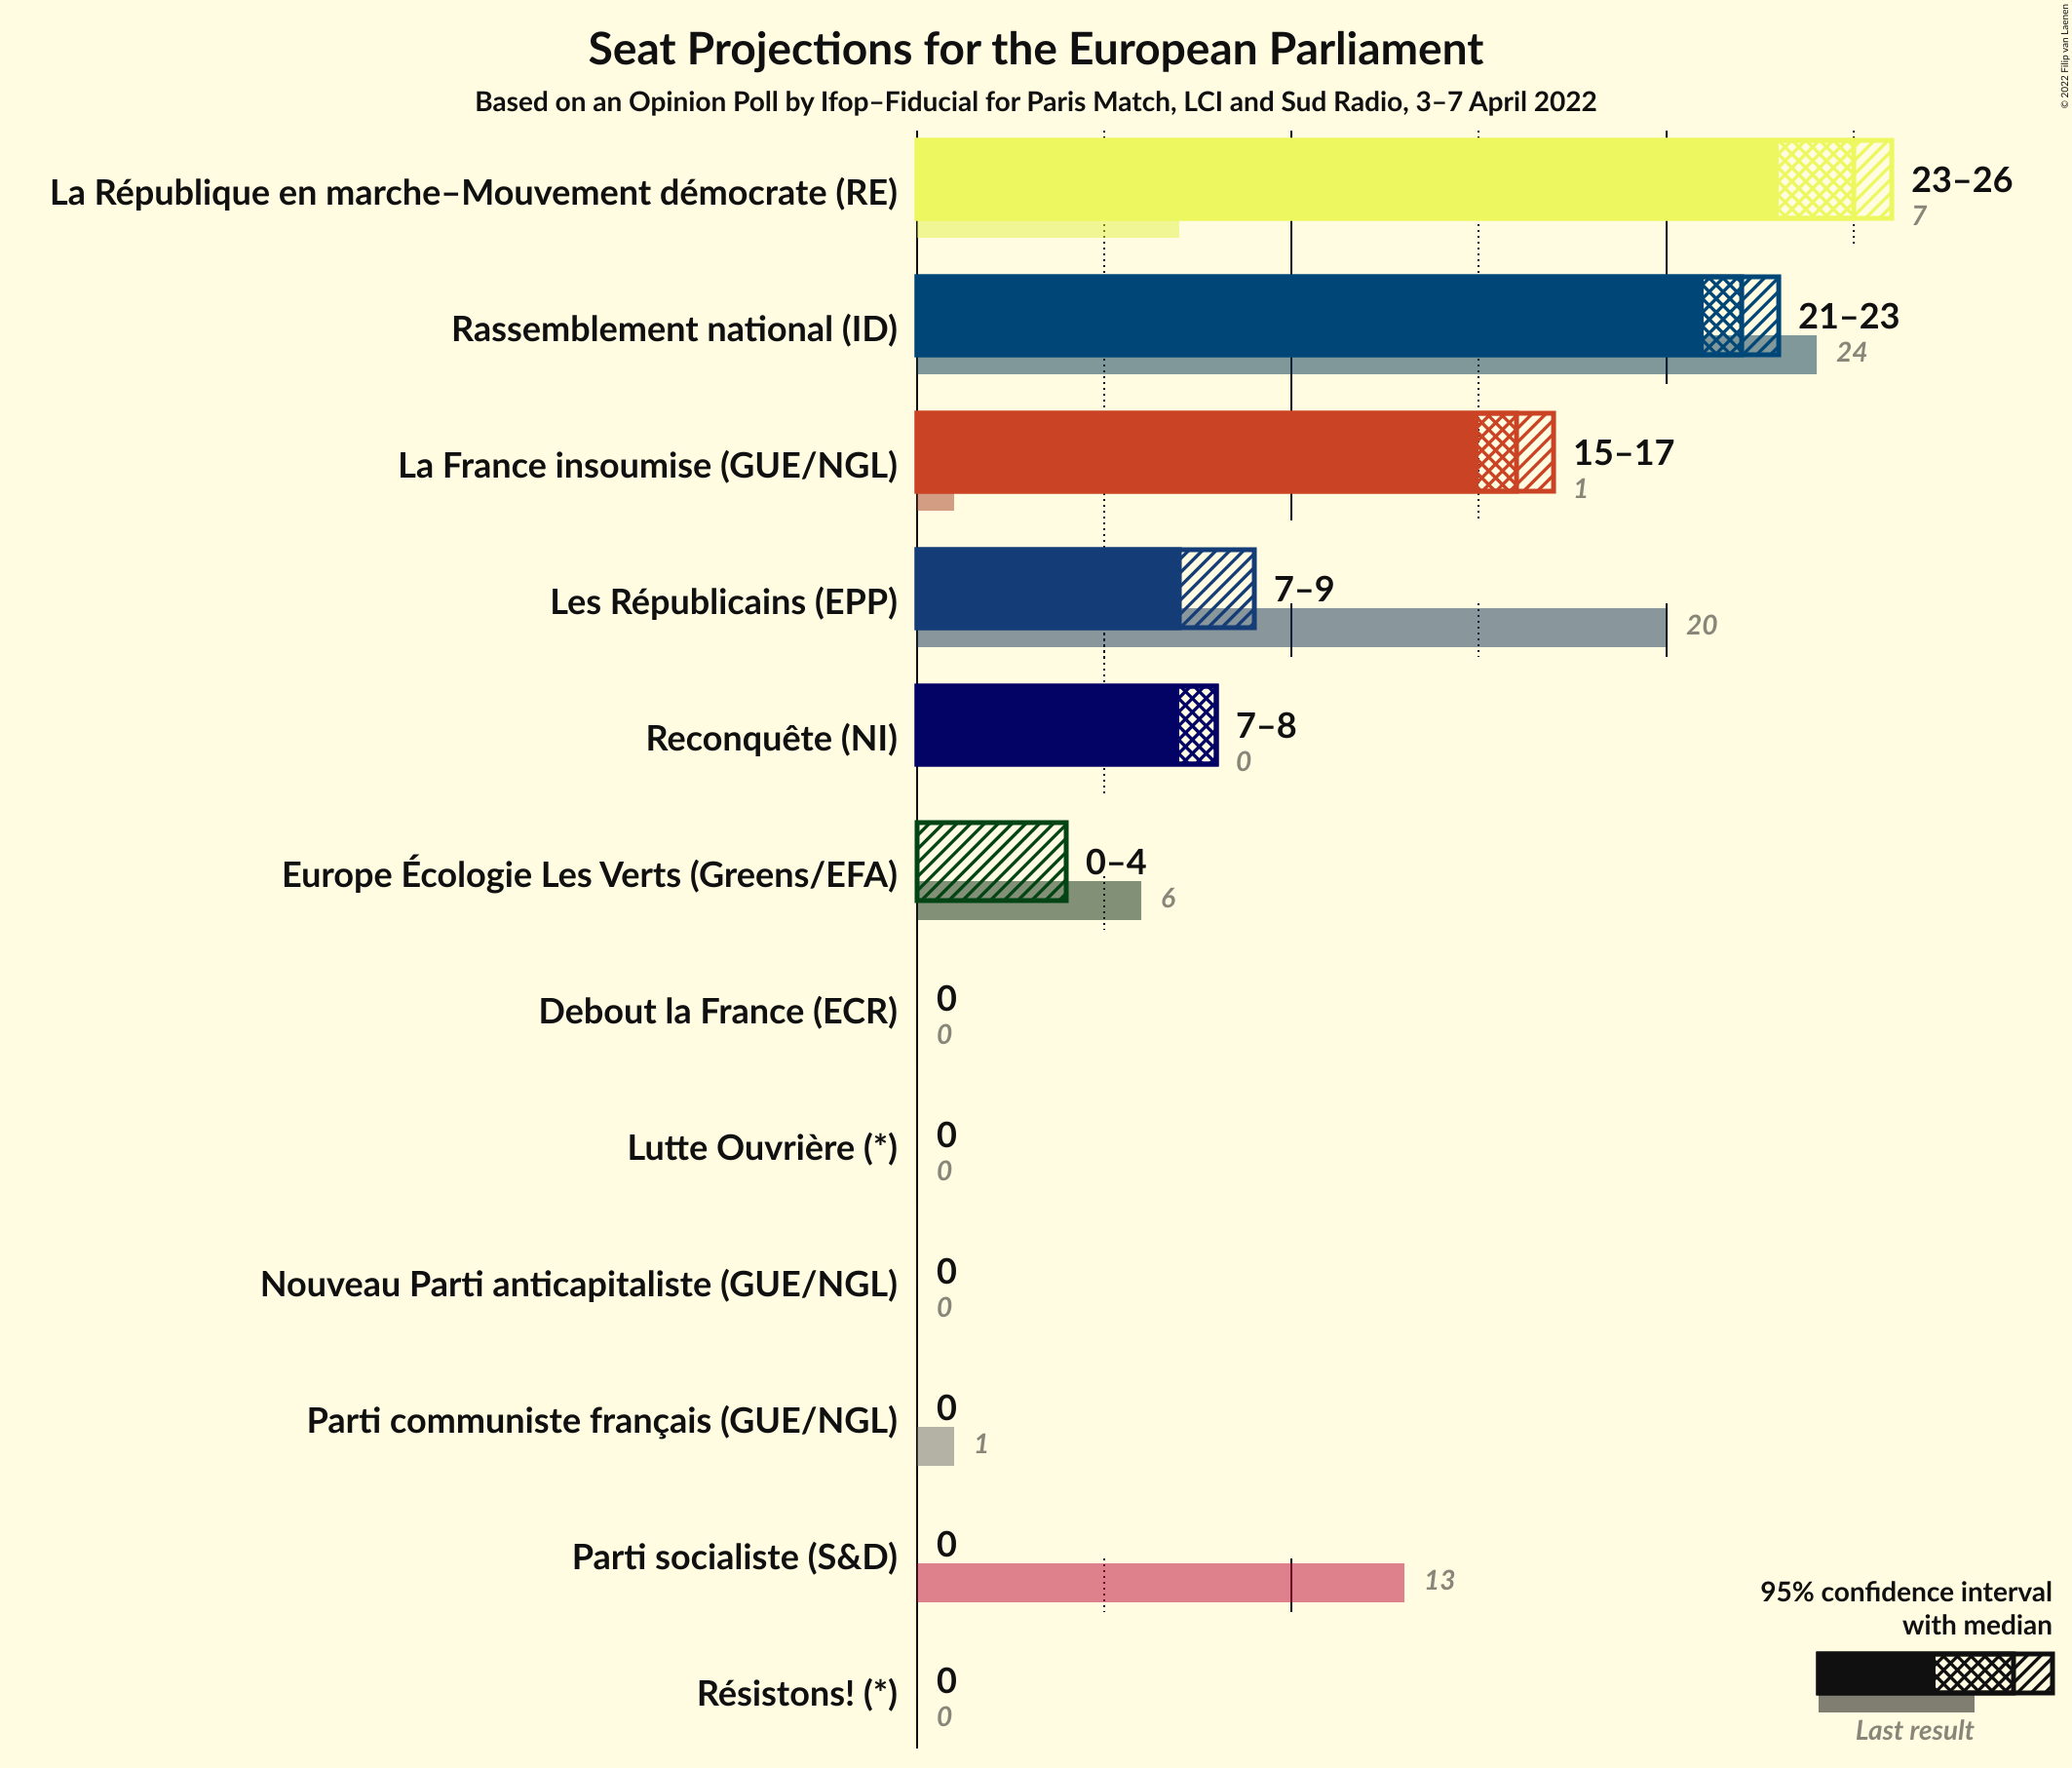 Seat Projections for the European Parliament
Based on an Opinion Poll by Ifop–Fiducial for Paris Match, LCI and Sud Radio, 3–7 April 2022
© 2022 Filip van Laenen
La République en marche–Mouvement démocrate (RE)
23–26
7
Rassemblement national (ID)
21–23
24
La France insoumise (GUE/NGL)
15–17
1
Les Républicains (EPP)
7–9
20
Reconquête (NI)
7–8
0
Europe Écologie Les Verts (Greens/EFA)
0–4
6
Debout la France (ECR)
0
0
Lutte Ouvrière (*)
0
0
Nouveau Parti anticapitaliste (GUE/NGL)
0
0
Parti communiste français (GUE/NGL)
0
1
Parti socialiste (S&D)
0
13
Résistons! (*)
0
0
95% confidence interval
with median
Last result